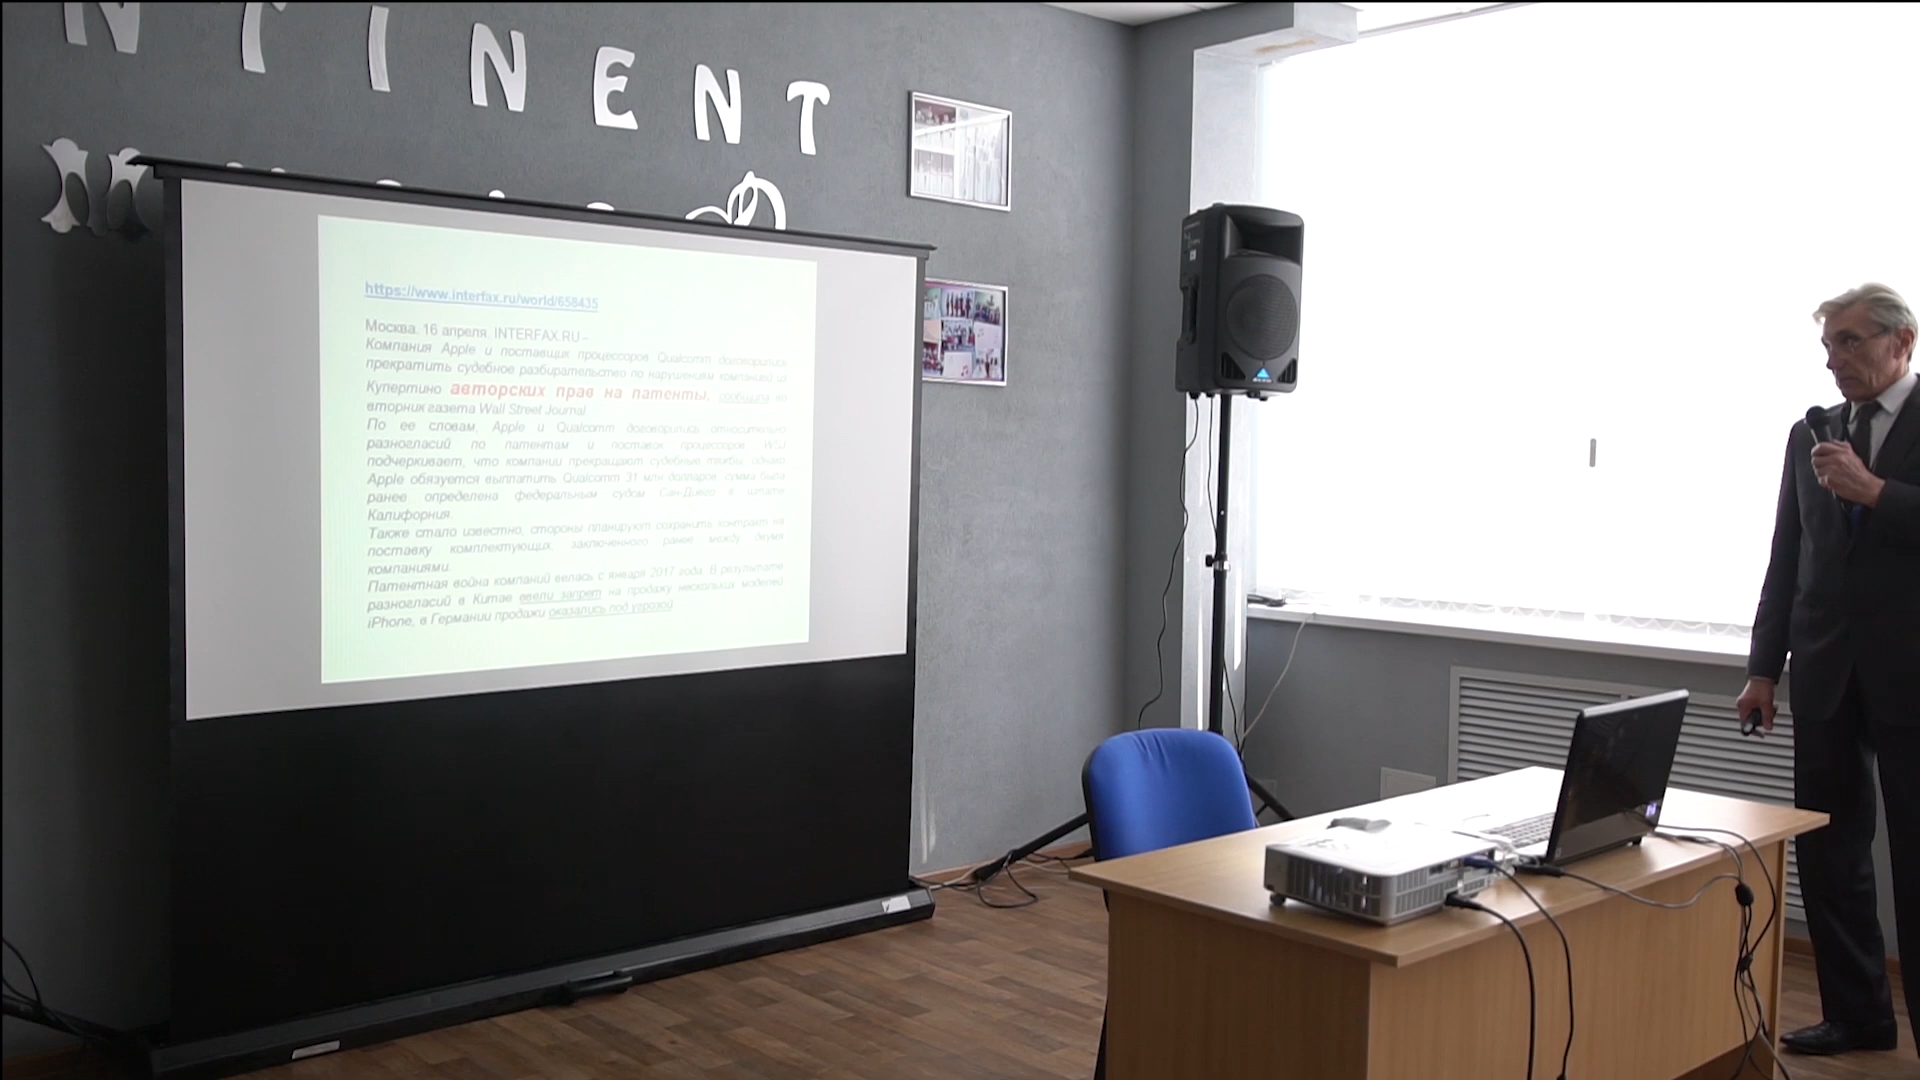 NTINENT
https://www.interfax.ru/world/658435
Москва. 16 апреля. INTERFAX.RU –
Компания Apple и поставщик процессоров Qualcomm договорились
прекратить судебное разбирательство по нарушениям компанией из
Купертино авторских прав на патенты, сообщила во
вторник газета Wall Street Journal.
По ее словам, Apple и Qualcomm договорились относительно
разногласий по патентам и поставок процессоров. WSJ
подчеркивает, что компании прекращают судебные тяжбы, однако
Apple обязуется выплатить Qualcomm 31 млн долларов, сумма была
ранее определена федеральным судом Сан-Диего в штате
Калифорния.
Также стало известно, стороны планируют сохранить контракт на
поставку комплектующих, заключенного ранее между двумя
компаниями.
Патентная война компаний велась с января 2017 года. В результате
разногласий в Китае ввели запрет на продажу нескольких моделей
iPhone, в Германии продажи оказались под угрозой.